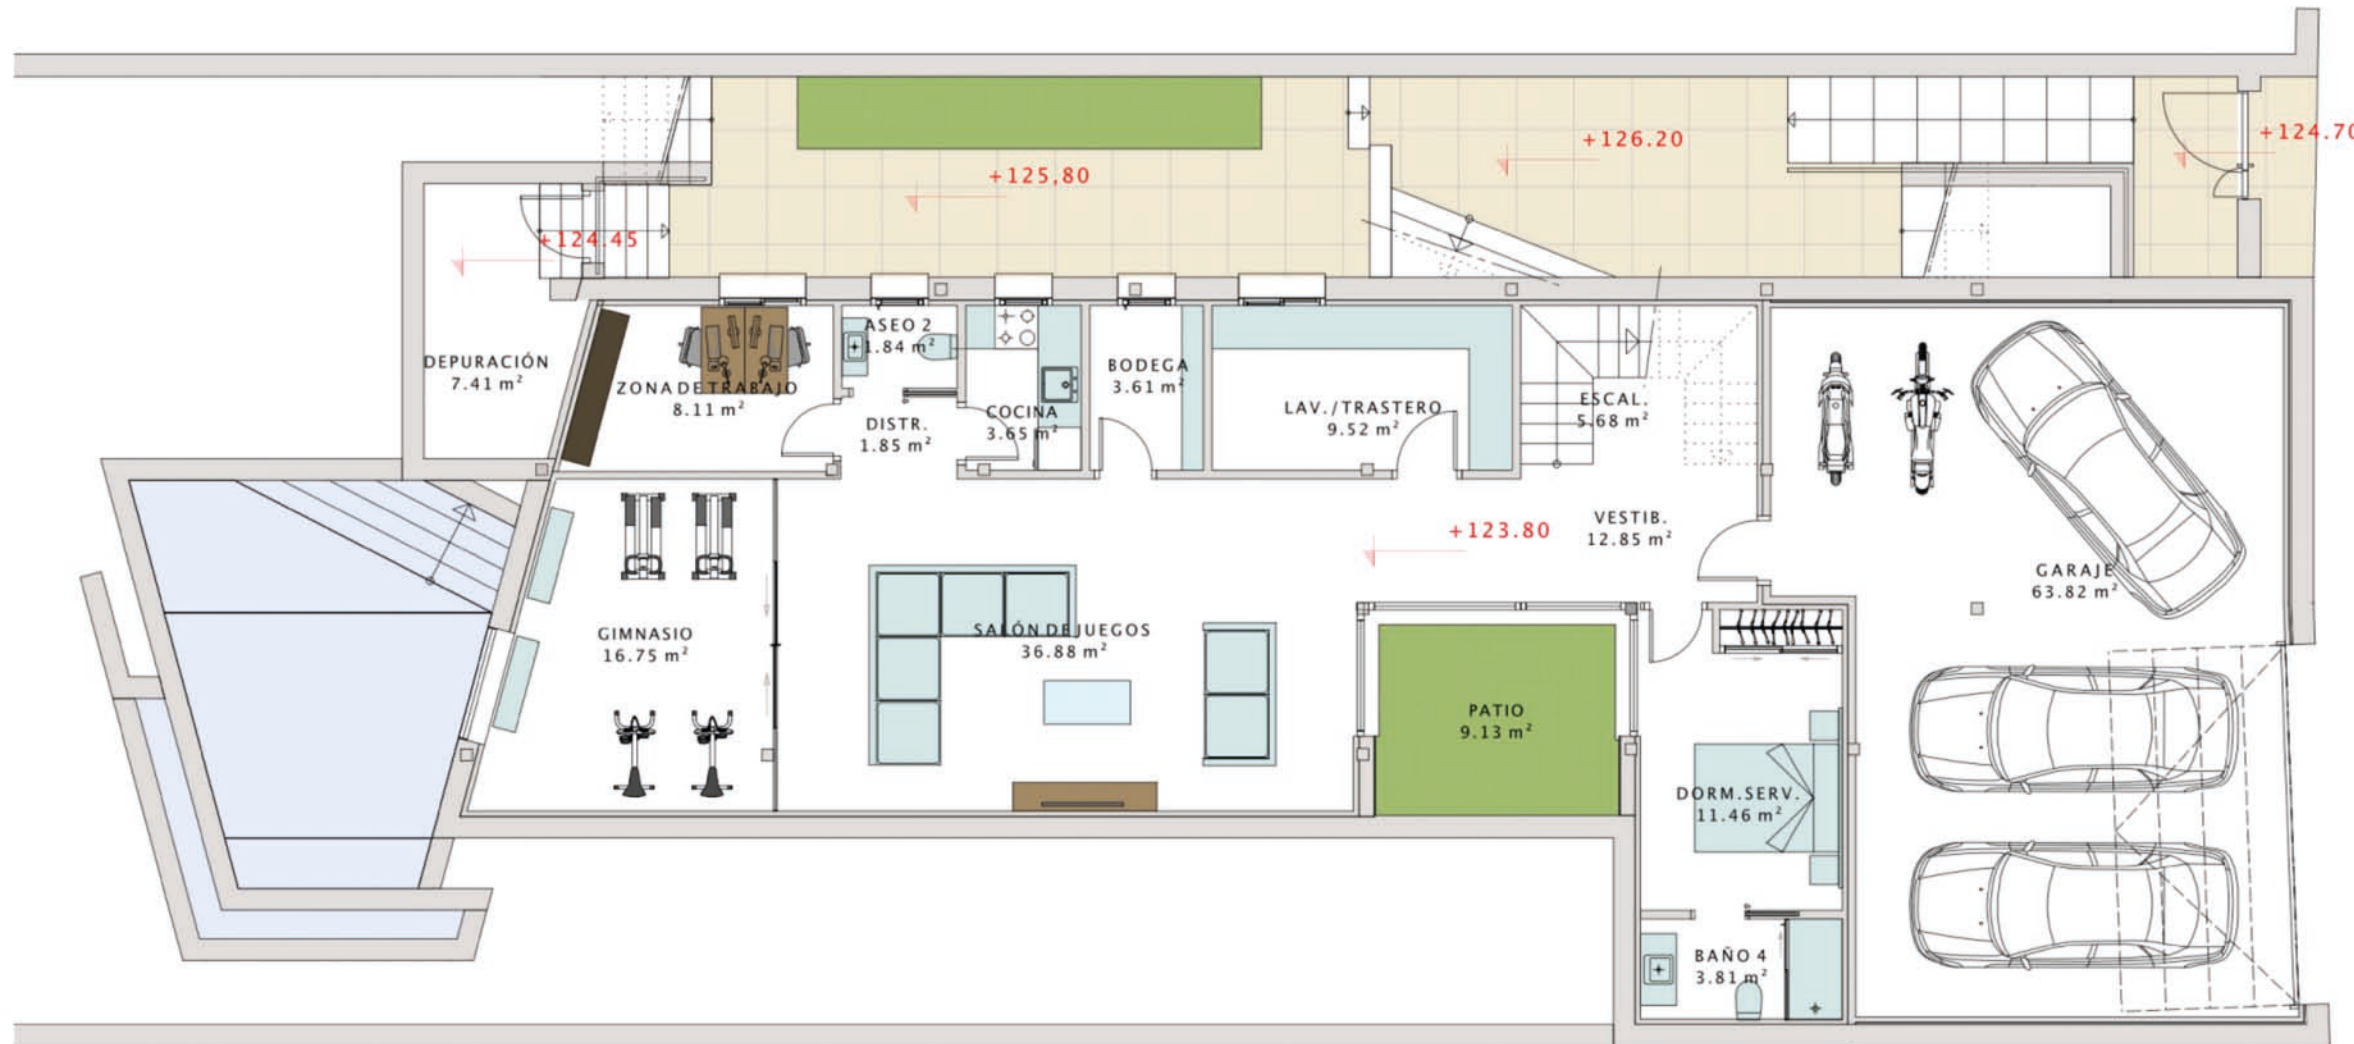 +124.70
+126.20
+125,80
+124.45
DEPURACIÓN
7.41 m²
ZONA DE TRABAJO
8.11 m²
ASEO 2
1.84 m²
DISTR.
1.85 m²
COCINA
3.65 m²
BODEGA
3.61 m²
LAV./TRASTERO
9.52 m²
ESCAL.
5.68 m²
+123.80
VESTIB.
12.85 m²
GARAJE
63.82 m²
GIMNASIO
16.75 m²
SALÓN DE JUEGOS
36.88 m²
PATIO
9.13 m²
DORM.SERV.
11.46 m²
BAÑO 4
3.81 m²